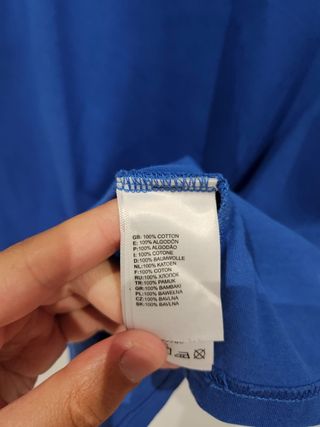 GB: 100% COTTON
E: 100% ALGODÓN
P: 100% ALGODÃO
I: 100% COTONE
D: 100% BAUMWOLLE
NL: 100% KATOEN
F: 100% COTON
RU: 100% ХЛОПОК
TR: 100% PAMUK
GR: 100% BAMBAKI
PL: 100% BAWEŁNA
CZ: 100% BAVLNA
SK: 100% BAVLNA